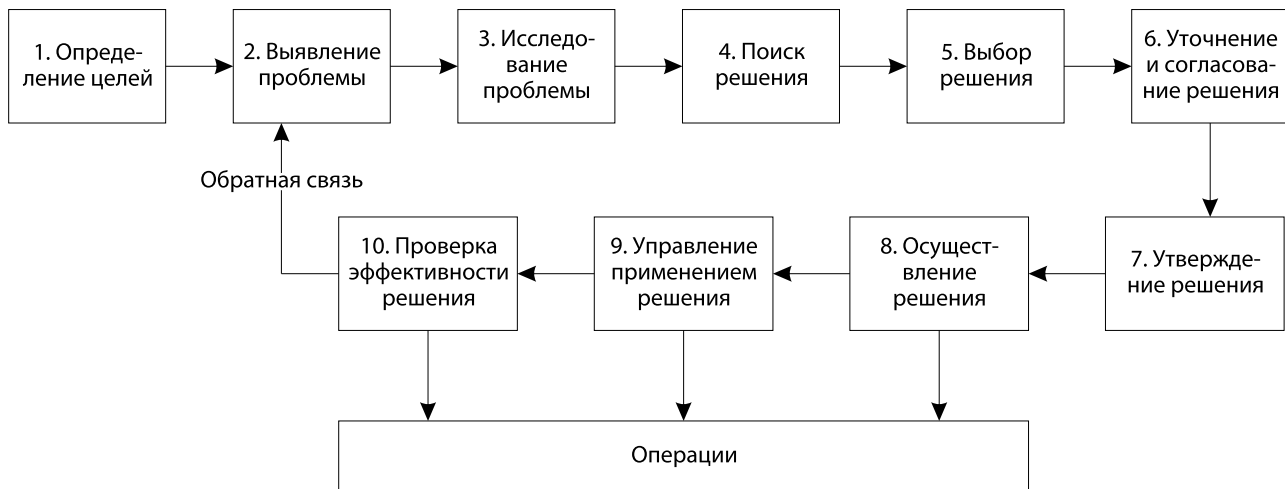 1. Опреде-
ление целей
2. Выявление
проблемы
3. Исследо-
вание
проблемы
4. Поиск
решения
5. Выбор
решения
6. Уточнение
и согласова-
ние решения
Обратная связь
10. Проверка
эффективности
решения
9. Управление
применением
решения
8. Осущест-
вление
решения
7. Утвержде-
ние решения
Операции